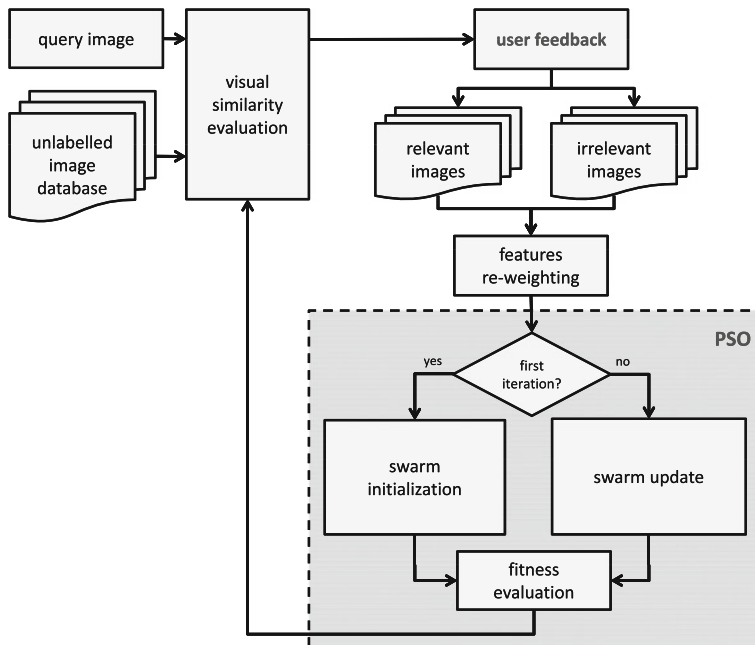 query image
user feedback
visual
similarity
evaluation
unlabelled
image
database
relevant
images
irrelevant
images
features
re-weighting
PSO
yes
first
iteration?
no
swarm
initialization
swarm update
fitness
evaluation